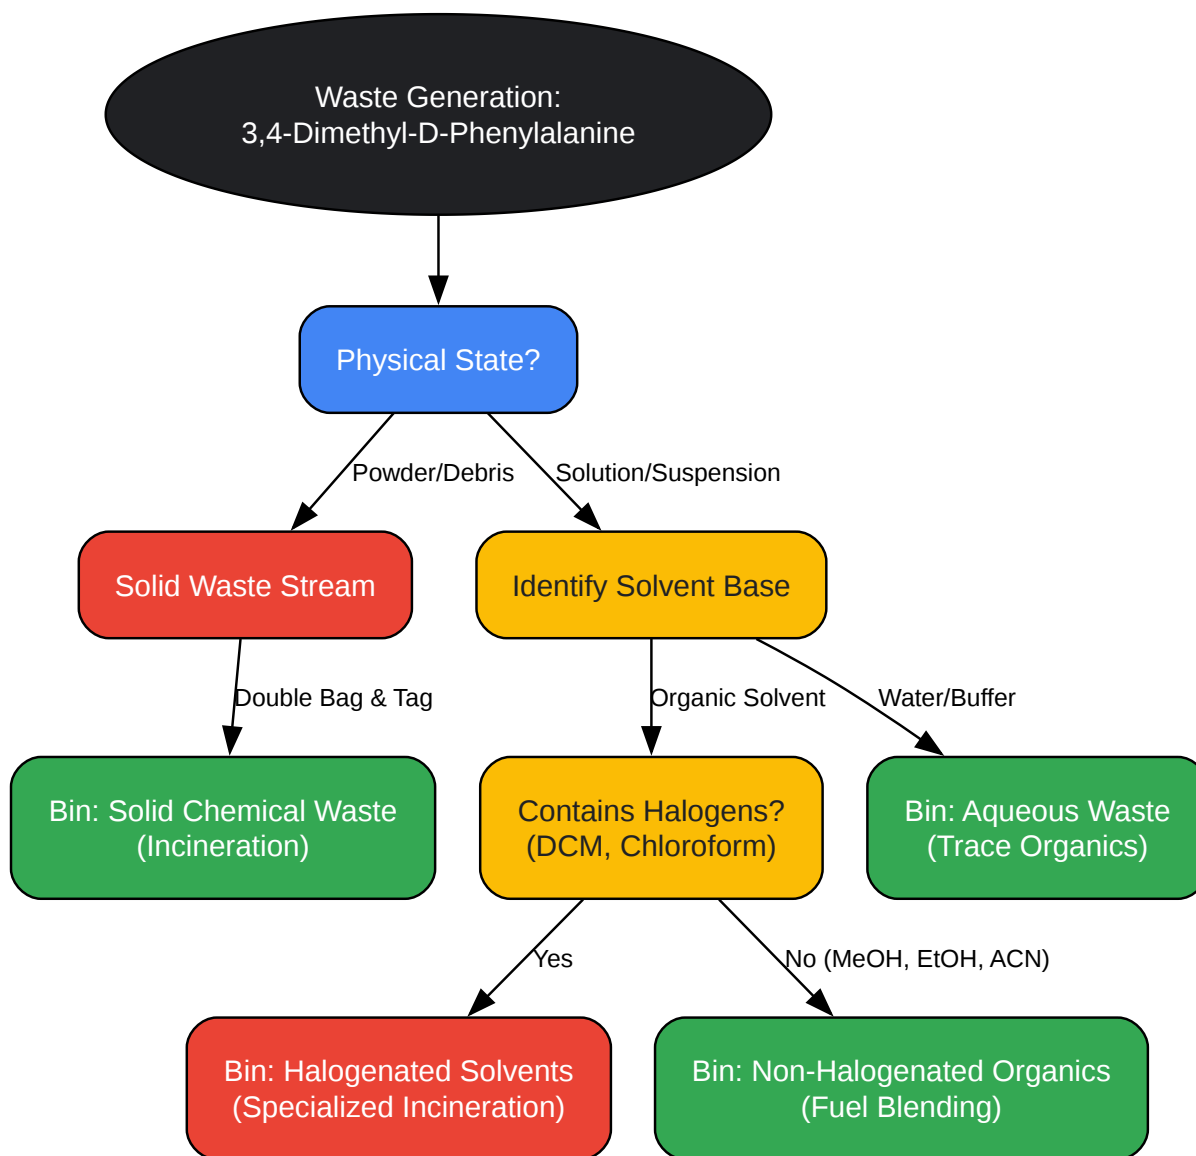 Waste Generation:
3,4-Dimethyl-D-Phenylalanine
Physical State?
Powder/Debris
Solution/Suspension
Solid Waste Stream
Identify Solvent Base
Double Bag & Tag
Organic Solvent
Water/Buffer
Bin: Solid Chemical Waste
(Incineration)
Contains Halogens?
(DCM, Chloroform)
Bin: Aqueous Waste
(Trace Organics)
Yes
No (MeOH, EtOH, ACN)
Bin: Halogenated Solvents
(Specialized Incineration)
Bin: Non-Halogenated Organics
(Fuel Blending)